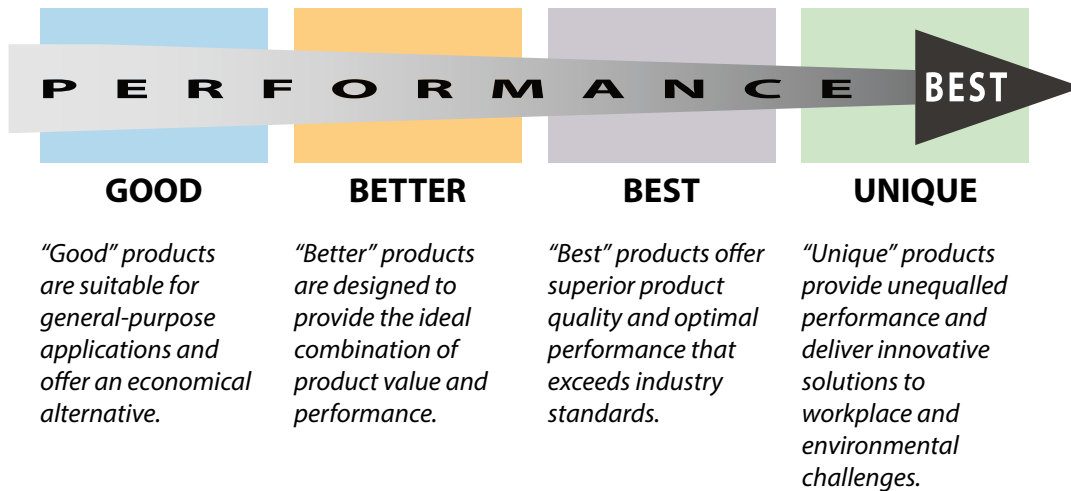 PERFORMANCE BEST
GOOD
“Good” products
are suitable for
general-purpose
applications and
offer an economical
alternative.
BETTER
“Better” products
are designed to
provide the ideal
combination of
product value and
performance.
BEST
“Best” products offer
superior product
quality and optimal
performance that
exceeds industry
standards.
UNIQUE
“Unique” products
provide unequalled
performance and
deliver innovative
solutions to
workplace and
environmental
challenges.